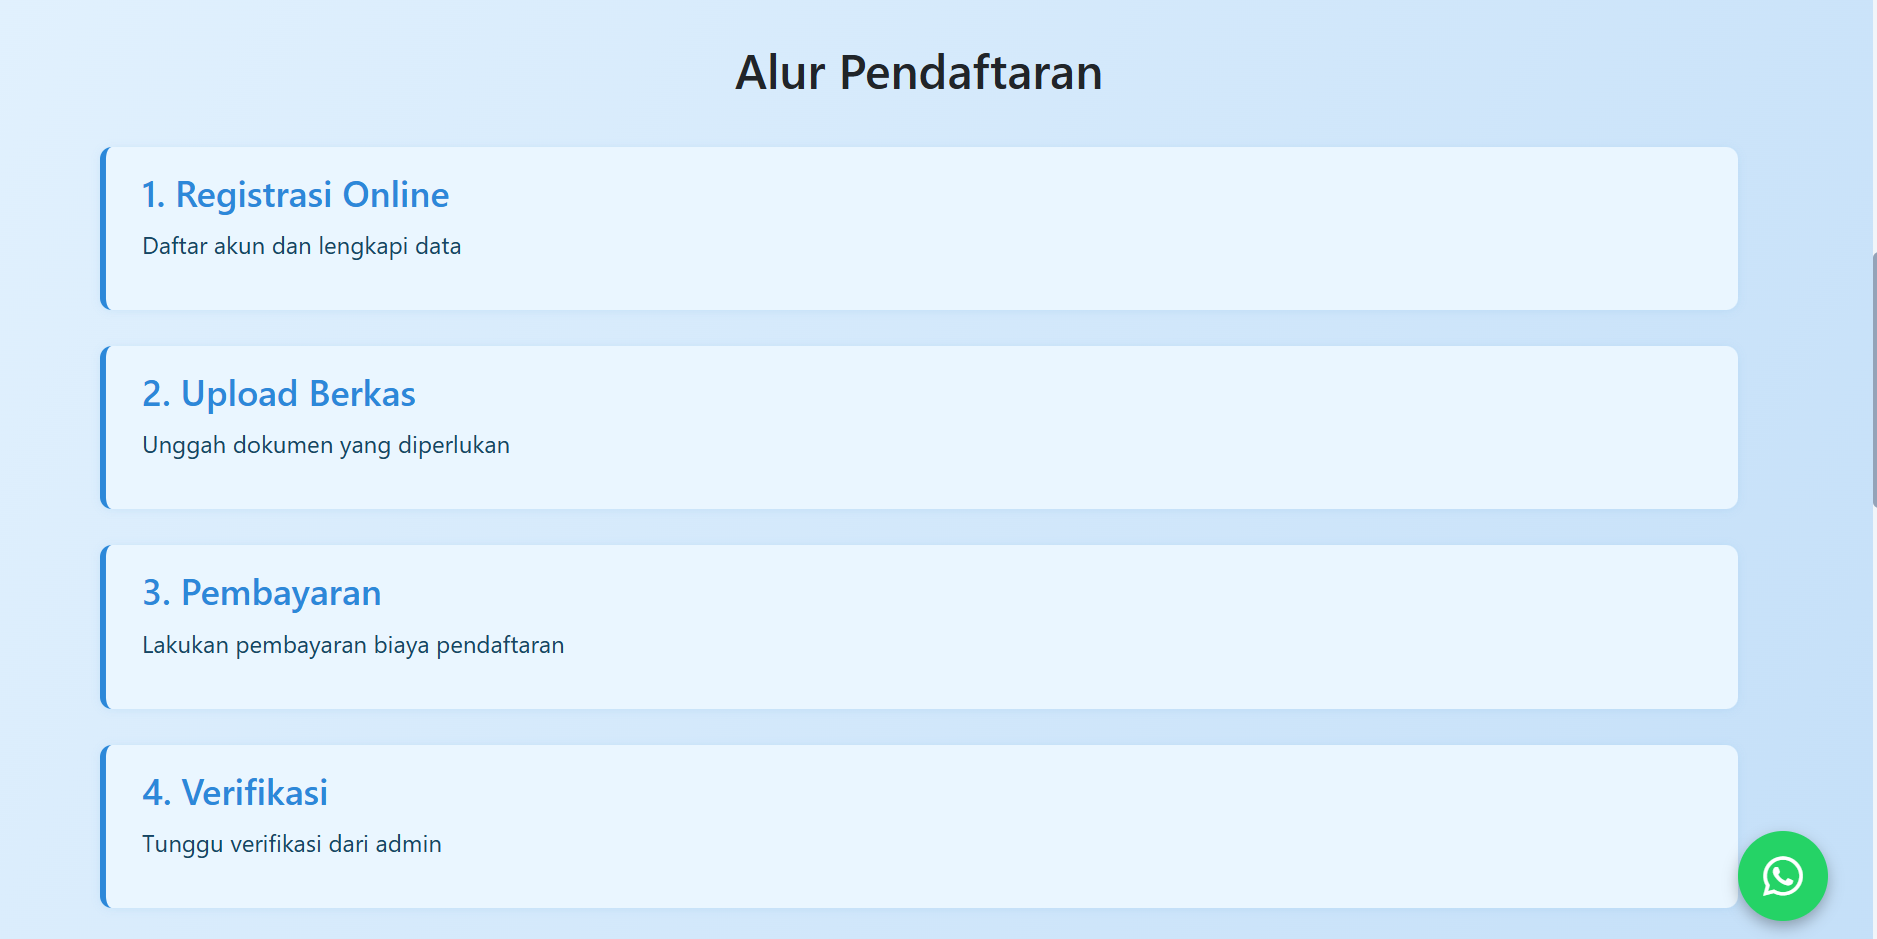 Alur Pendaftaran
1. Registrasi Online
Daftar akun dan lengkapi data
2. Upload Berkas
Unggah dokumen yang diperlukan
3. Pembayaran
Lakukan pembayaran biaya pendaftaran
4. Verifikasi
Tunggu verifikasi dari admin